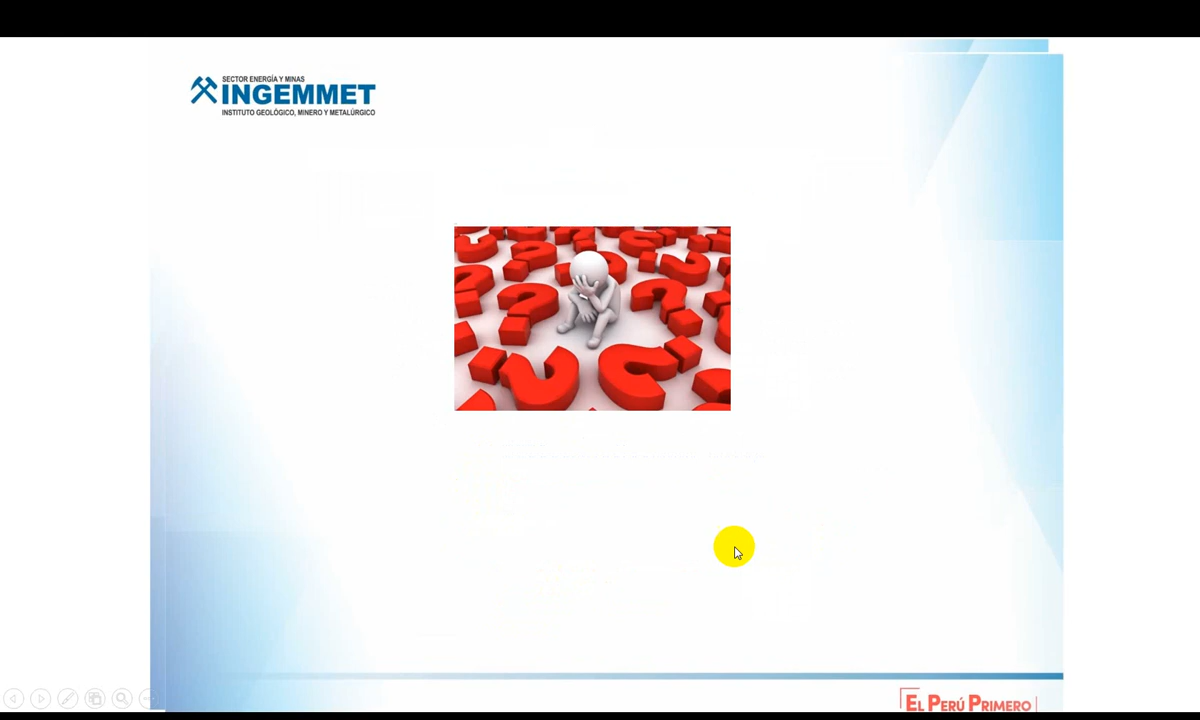 SECTOR ENERGÍA Y MINAS
INGEMMET
INSTITUTO GEOLÓGICO, MINERO Y METALÚRGICO
EL PERÚ PRIMERO